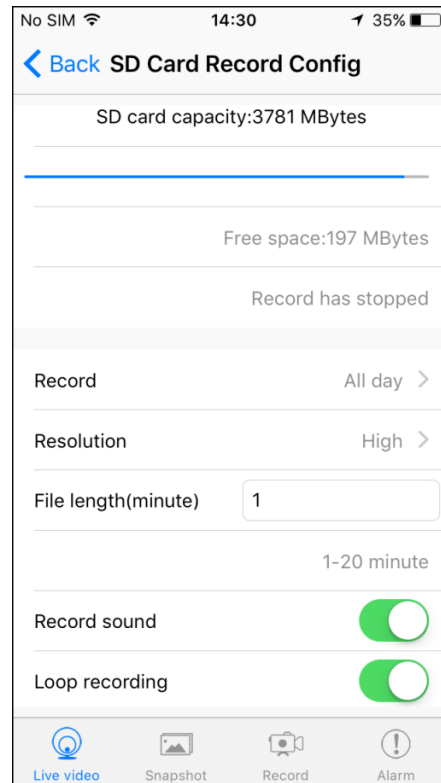 No SIM 14:30 35%
Back SD Card Record Config
SD card capacity:3781 MBytes
Free space:197 MBytes
Record has stopped
Record All day
Resolution High
File length(minute) 1
1-20 minute
Record sound
Loop recording
Live video Snapshot Record Alarm